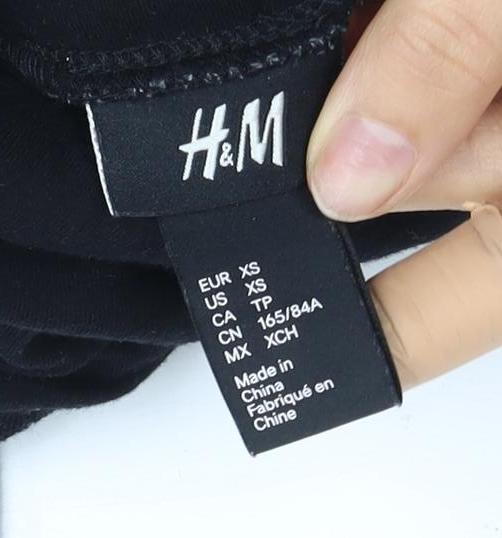 H&M
EUR XS
US XS
CA TP
CN 165/84A
MX XCH
Made in
China
Fabriqué en
Chine